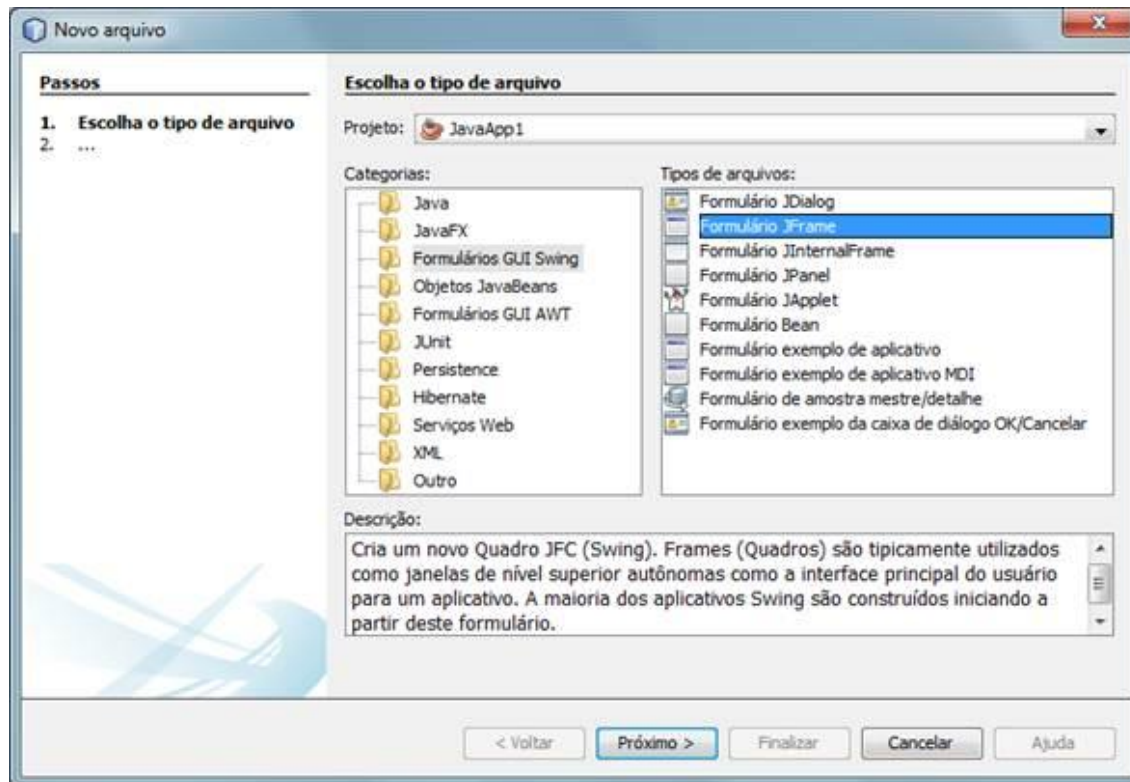 Novo arquivo
Passos
1. Escolha o tipo de arquivo
2. ...
Escolha o tipo de arquivo
Projeto: JavaApp1
Categorias:
Java
JavaFX
Formulários GUI Swing
Objetos JavaBeans
Formulários GUI AWT
JUnit
Persistence
Hibernate
Serviços Web
XML
Outro
Tipos de arquivos:
Formulário JDialog
Formulário JFrame
Formulário JInternalFrame
Formulário JPanel
Formulário JApplet
Formulário Bean
Formulário exemplo de aplicativo
Formulário exemplo de aplicativo MDI
Formulário de amostra mestre/detalhe
Formulário exemplo da caixa de diálogo OK/Cancelar
Descrição:
Cria um novo Quadro JFC (Swing). Frames (Quadros) são tipicamente utilizados
como janelas de nível superior autônomas como a interface principal do usuário
para um aplicativo. A maioria dos aplicativos Swing são construídos iniciando a
partir deste formulário.
< Voltar Próximo > Finalizar Cancelar Ajuda